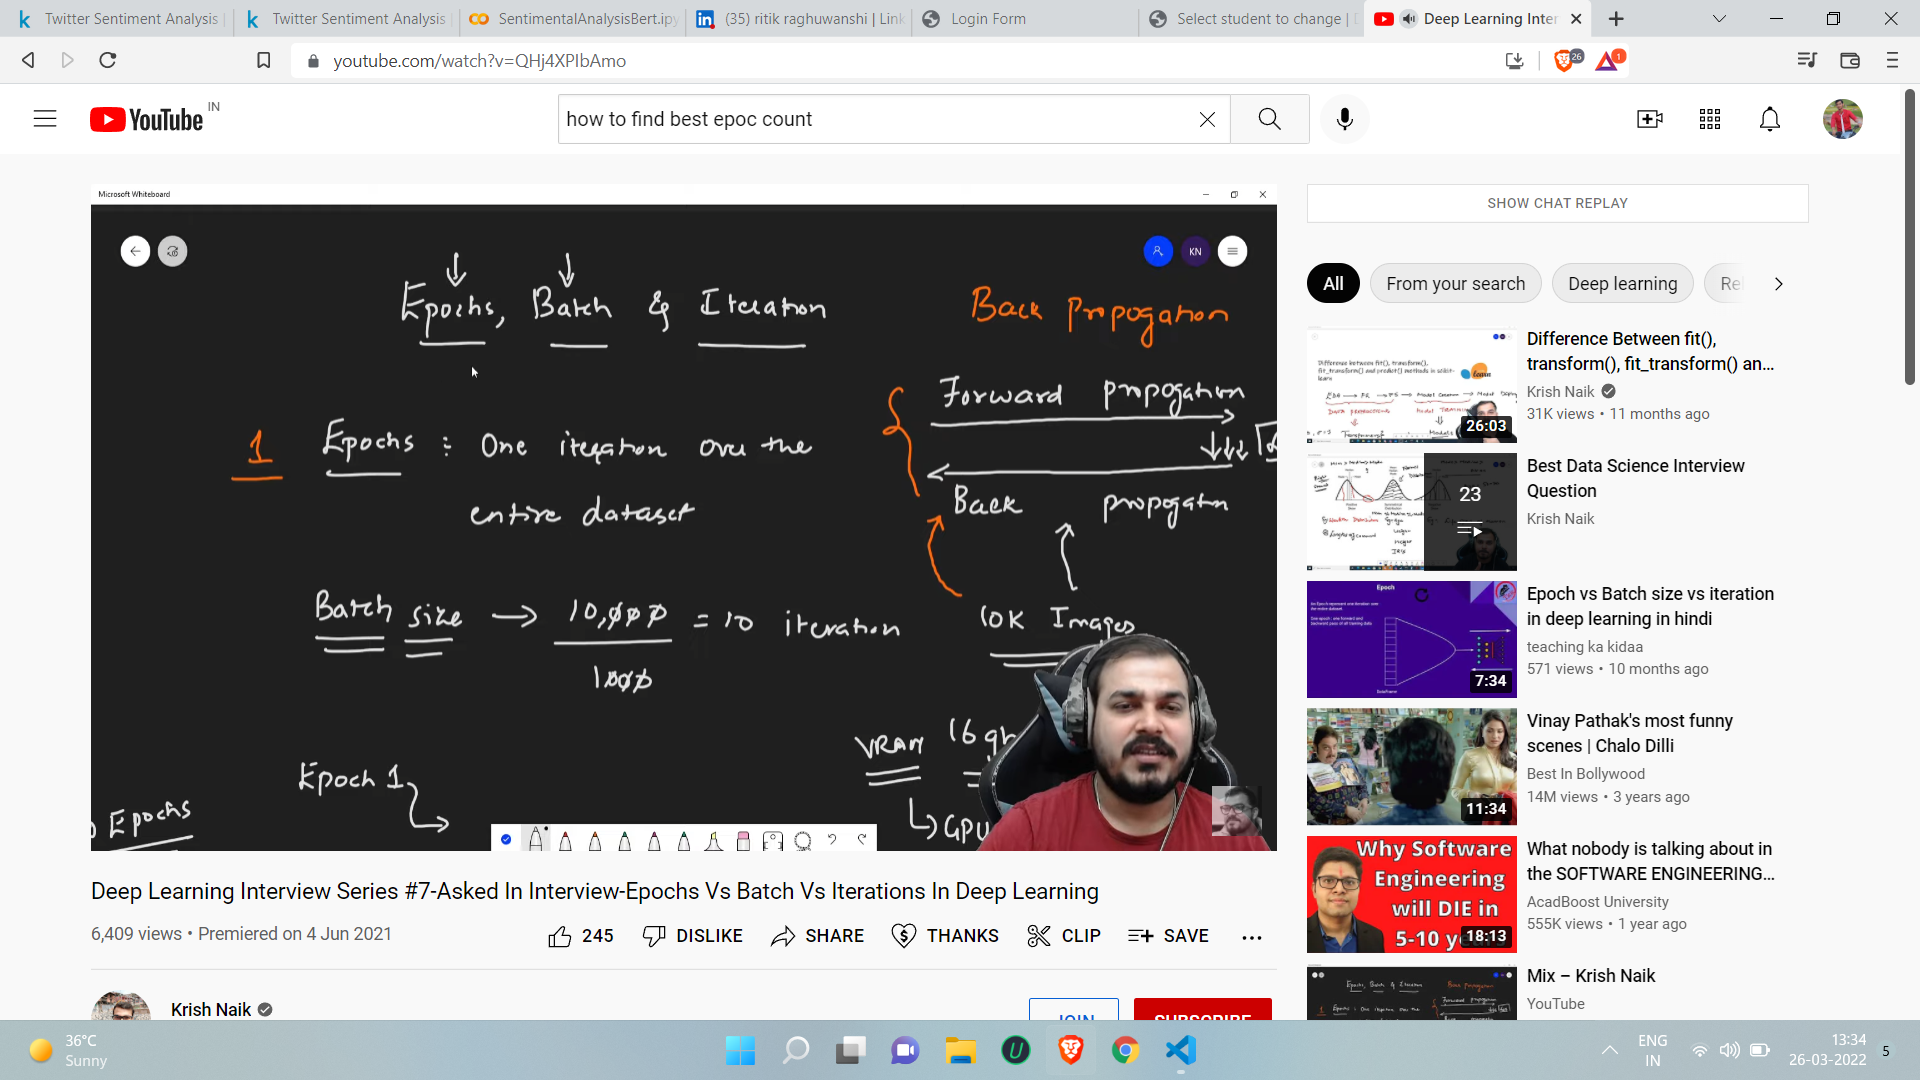 Twitter Sentiment Analysis
Twitter Sentiment Analysis
SentimentalAnalysisBert.ipy
(35) ritik raghuwanshi | Link
Login Form
Select student to change |
Deep Learning Inter
youtube.com/watch?v=QHj4XPIbAmo
26
1
YouTube IN
how to find best epoc count
Microsoft Whiteboard
KN
Epochs, Batch & Iteration
Back Propogation
Forward propogation
1 Epochs : One iteration over the
entire dataset
Back propogatn
Batch size → 10,000 = 10 iteration
1000
10K Images
VRAM 16
Epoch 1
Epochs
GPU
Deep Learning Interview Series #7-Asked In Interview-Epochs Vs Batch Vs Iterations In Deep Learning
6,409 views • Premiered on 4 Jun 2021
245 DISLIKE SHARE THANKS CLIP SAVE
Krish Naik
JOIN SUBSCRIBE
SHOW CHAT REPLAY
All From your search Deep learning Re
26:03
Difference Between fit(),
transform(), fit_transform() an...
Krish Naik
31K views • 11 months ago
23
Best Data Science Interview
Question
Krish Naik
Epoch
7:34
Epoch vs Batch size vs iteration
in deep learning in hindi
teaching ka kidaa
571 views • 10 months ago
11:34
Vinay Pathak's most funny
scenes | Chalo Dilli
Best In Bollywood
14M views • 3 years ago
Why Software
Engineering
will DIE in
5-10 ye
18:13
What nobody is talking about in
the SOFTWARE ENGINEERING...
AcadBoost University
555K views • 1 year ago
Mix – Krish Naik
YouTube
36°C
Sunny
ENG
IN
13:34
26-03-2022
5